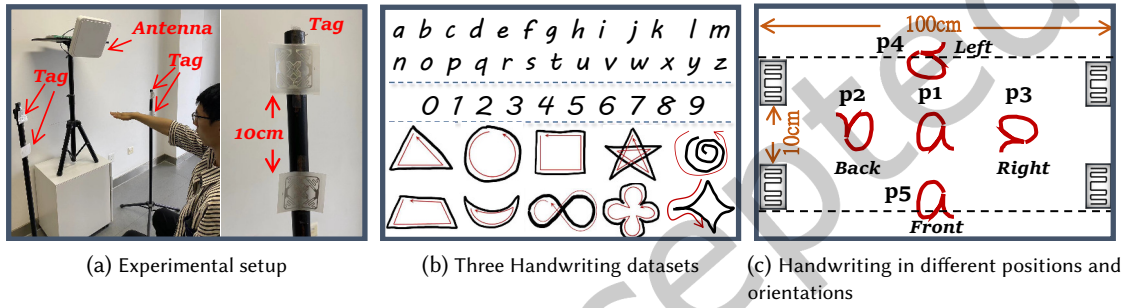 Antenna
Tag
Tag
Tag
10cm
a b c d e f g h i j k l m
n o p q r s t u v w x y z
0 1 2 3 4 5 6 7 8 9
100cm
p4 Left
p2 p1 p3
a
a a a
10cm
Back Right
p5 a
Front
(a) Experimental setup
(b) Three Handwriting datasets
(c) Handwriting in different positions and
orientations